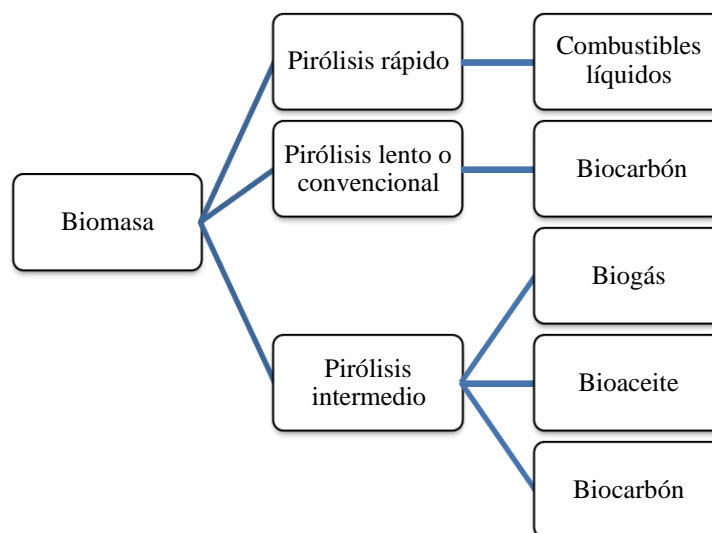 Pirólisis rápido
Combustibles
líquidos
Pirólisis lento o
convencional
Biocarbón
Biomasa
Biogás
Pirólisis
intermedio
Bioaceite
Biocarbón